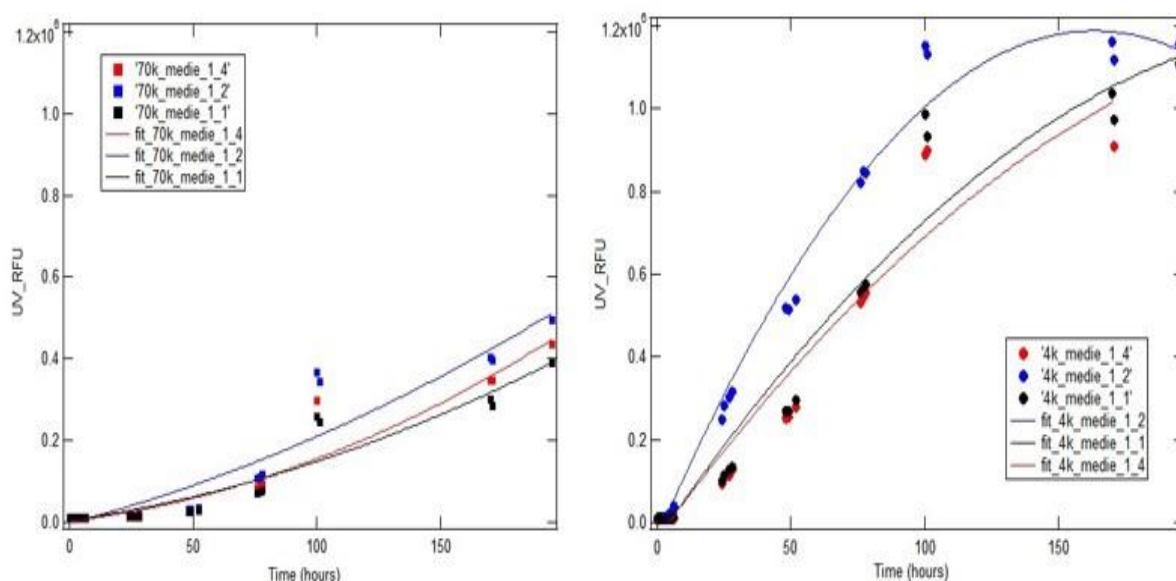 1.2x10⁶
1.0
0.8
0.6
0.4
0.2
0.0
UV_RFU
'70k_medie_1_4'
'70k_medie_1_2'
'70k_medie_1_1'
fit_70k_medie_1_4
fit_70k_medie_1_2
fit_70k_medie_1_1
0
50
100
150
Time (hours)
1.2x10⁶
1.0
0.8
0.6
0.4
0.2
0.0
UV_RFU
'4k_medie_1_4'
'4k_medie_1_2'
'4k_medie_1_1'
fit_4k_medie_1_2
fit_4k_medie_1_1
fit_4k_medie_1_4
0
50
100
150
Time (hours)